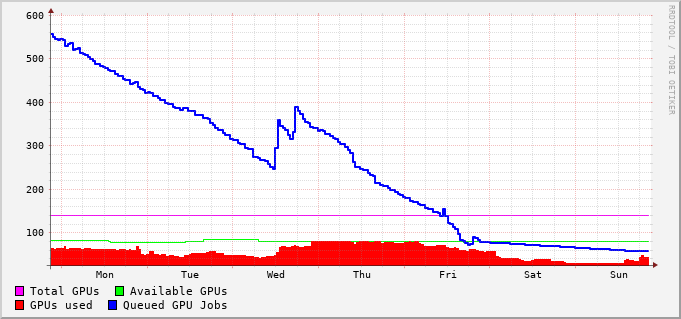 600
500
400
300
200
100
Mon Tue Wed Thu Fri Sat Sun
Total GPUs Available GPUs
GPUs used Queued GPU Jobs
RRDTOOL / TOBI OETIKER